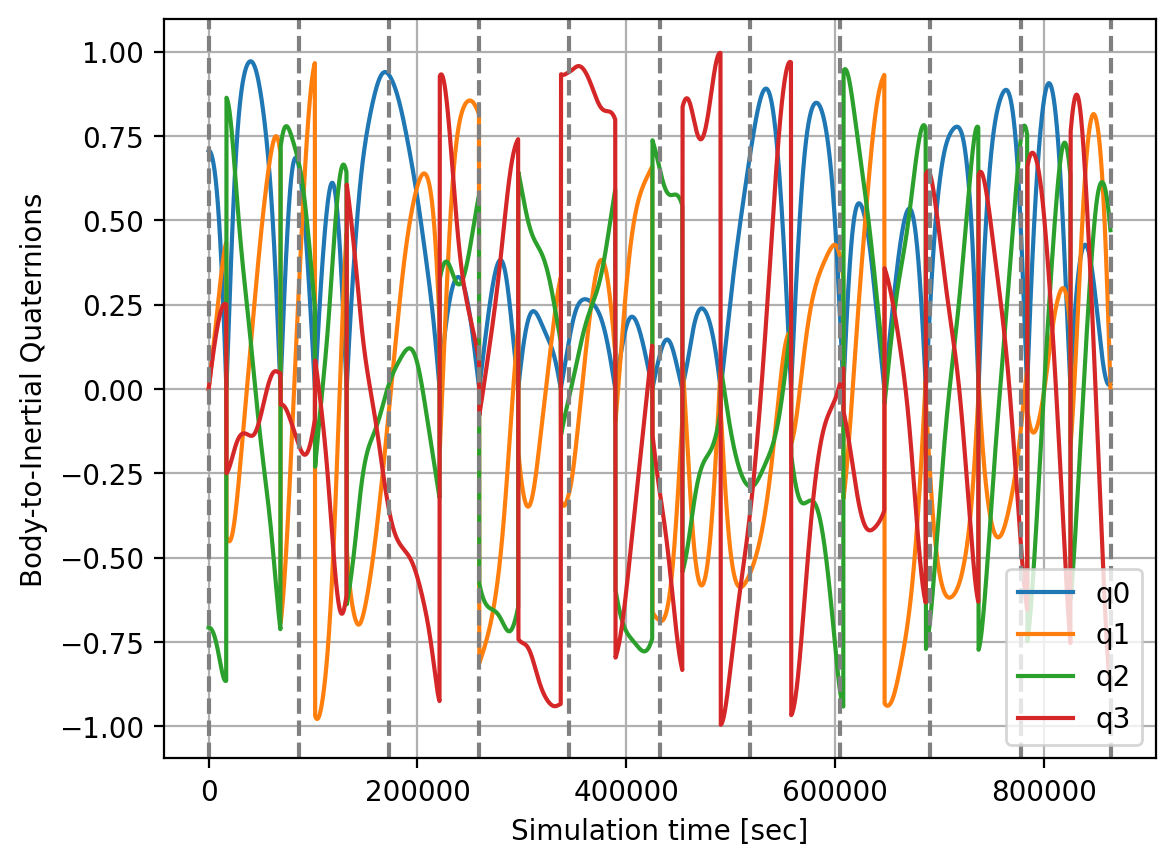 1.00
0.75
0.50
0.25
0.00
−0.25
−0.50
−0.75
−1.00
Body-to-Inertial Quaternions
q0
q1
q2
q3
0 200000 400000 600000 800000
Simulation time [sec]